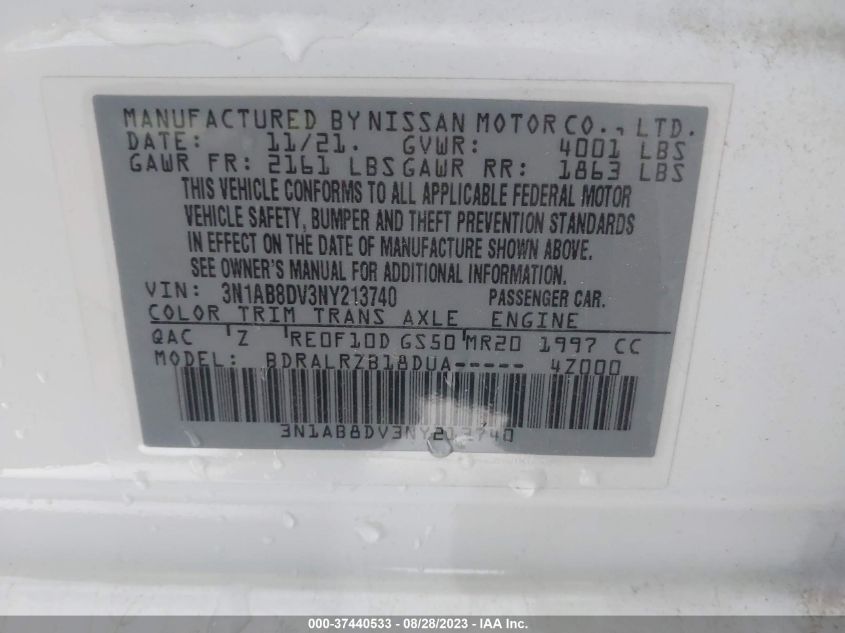 MANUFACTURED BY NISSAN MOTOR CO., LTD.
DATE: 11/21. GVWR: 4001 LBS
GAWR FR: 2161 LBS GAWR RR: 1863 LBS
THIS VEHICLE CONFORMS TO ALL APPLICABLE FEDERAL MOTOR
VEHICLE SAFETY, BUMPER AND THEFT PREVENTION STANDARDS
IN EFFECT ON THE DATE OF MANUFACTURE SHOWN ABOVE.
SEE OWNER'S MANUAL FOR ADDITIONAL INFORMATION.
VIN: 3N1AB8DV3NY213740 PASSENGER CAR.
COLOR TRIM TRANS AXLE ENGINE
QAC Z RE0F10D GS50 MR20 1997 CC
MODEL: BDRALRZB18DUA----- 4Z000
3N1AB8DV3NY213740
000-37440533 - 08/28/2023 - IAA Inc.